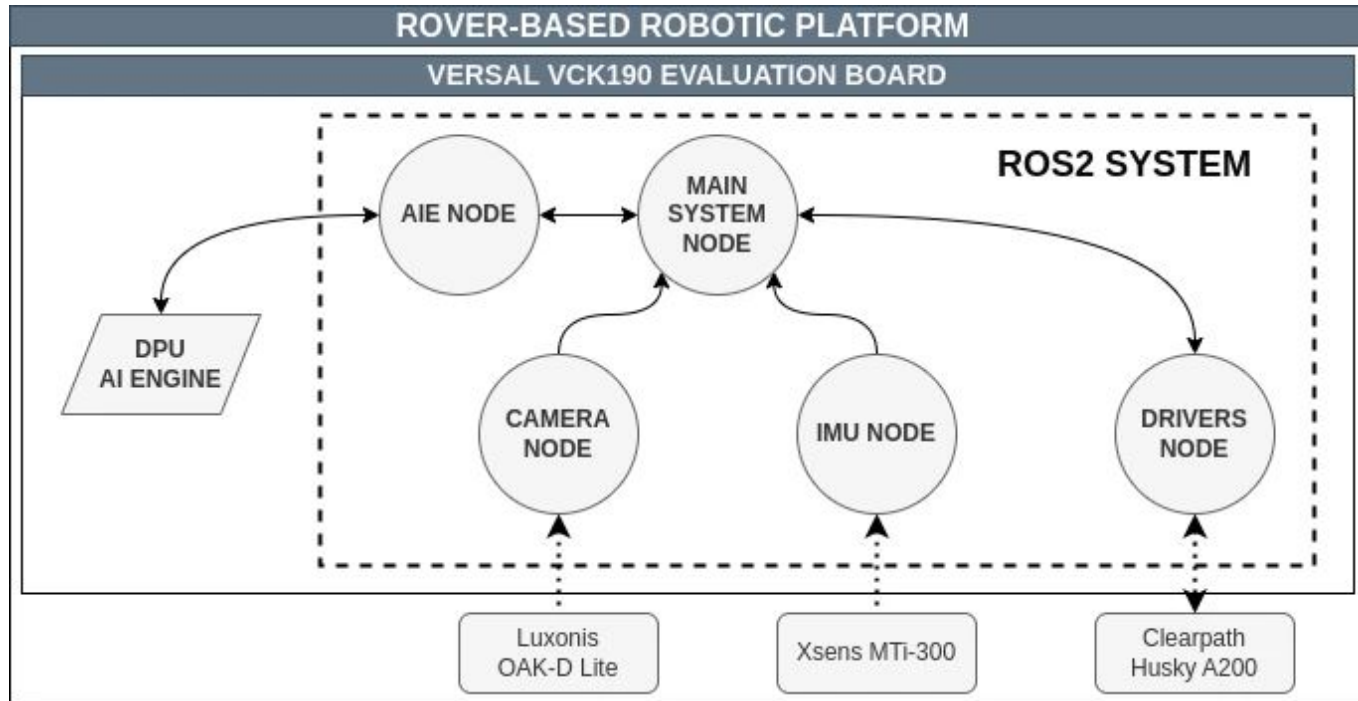 ROVER-BASED ROBOTIC PLATFORM
VERSAL VCK190 EVALUATION BOARD
ROS2 SYSTEM
AIE NODE
MAIN
SYSTEM
NODE
DPU
AI ENGINE
CAMERA
NODE
IMU NODE
DRIVERS
NODE
Luxonis
OAK-D Lite
Xsens MTi-300
Clearpath
Husky A200